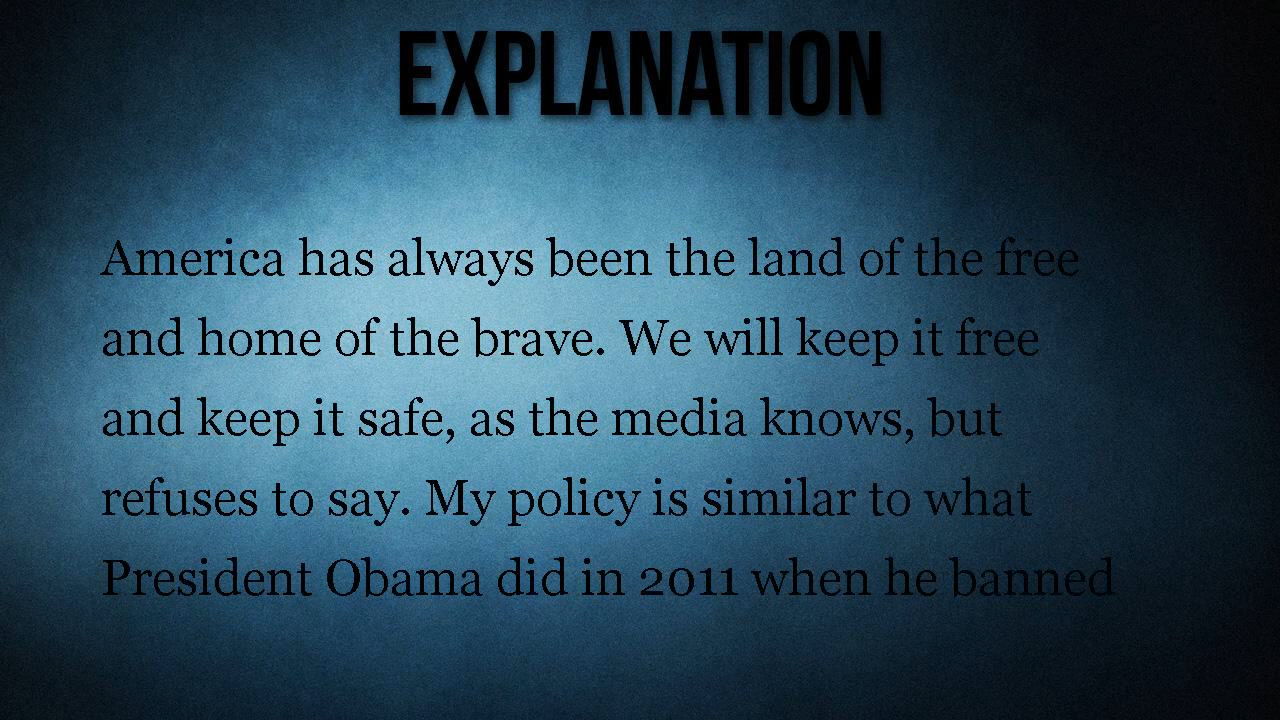 EXPLANATION
America has always been the land of the free
and home of the brave. We will keep it free
and keep it safe, as the media knows, but
refuses to say. My policy is similar to what
President Obama did in 2011 when he banned